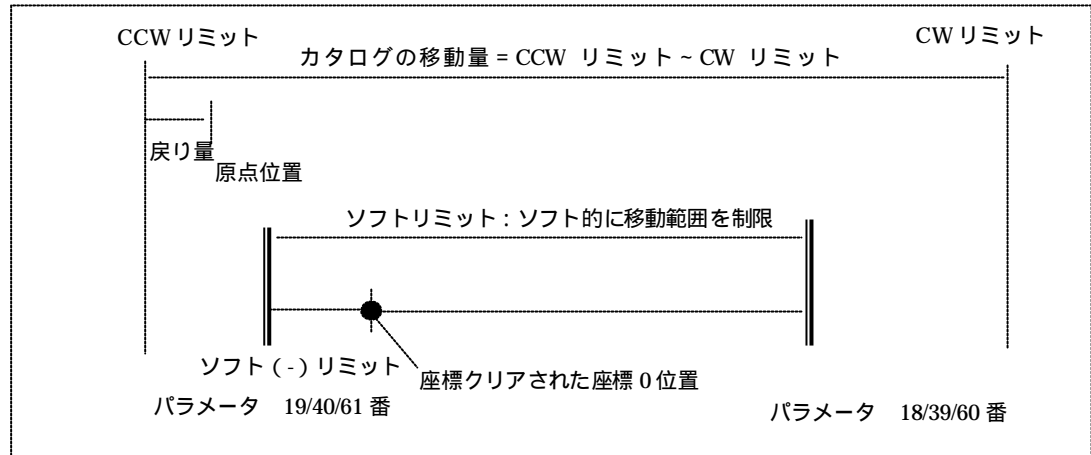 CCW リミット
CW リミット
カタログの移動量 = CCW リミット ~ CW リミット
戻り量
原点位置
ソフトリミット : ソフト的に移動範囲を制限
ソフト ( - ) リミット
座標クリアされた座標 0 位置
パラメータ 19/40/61 番
パラメータ 18/39/60 番